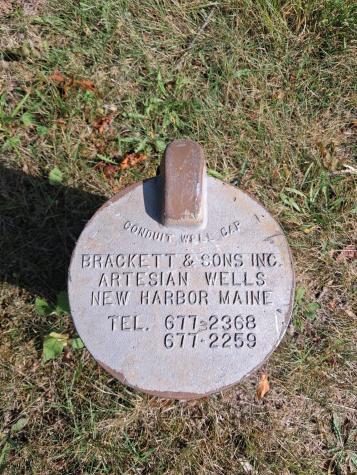 CONDUIT WELL CAP
BRACKETT & SONS INC.
ARTESIAN WELLS
NEW HARBOR MAINE
TEL. 677-2368
677-2259